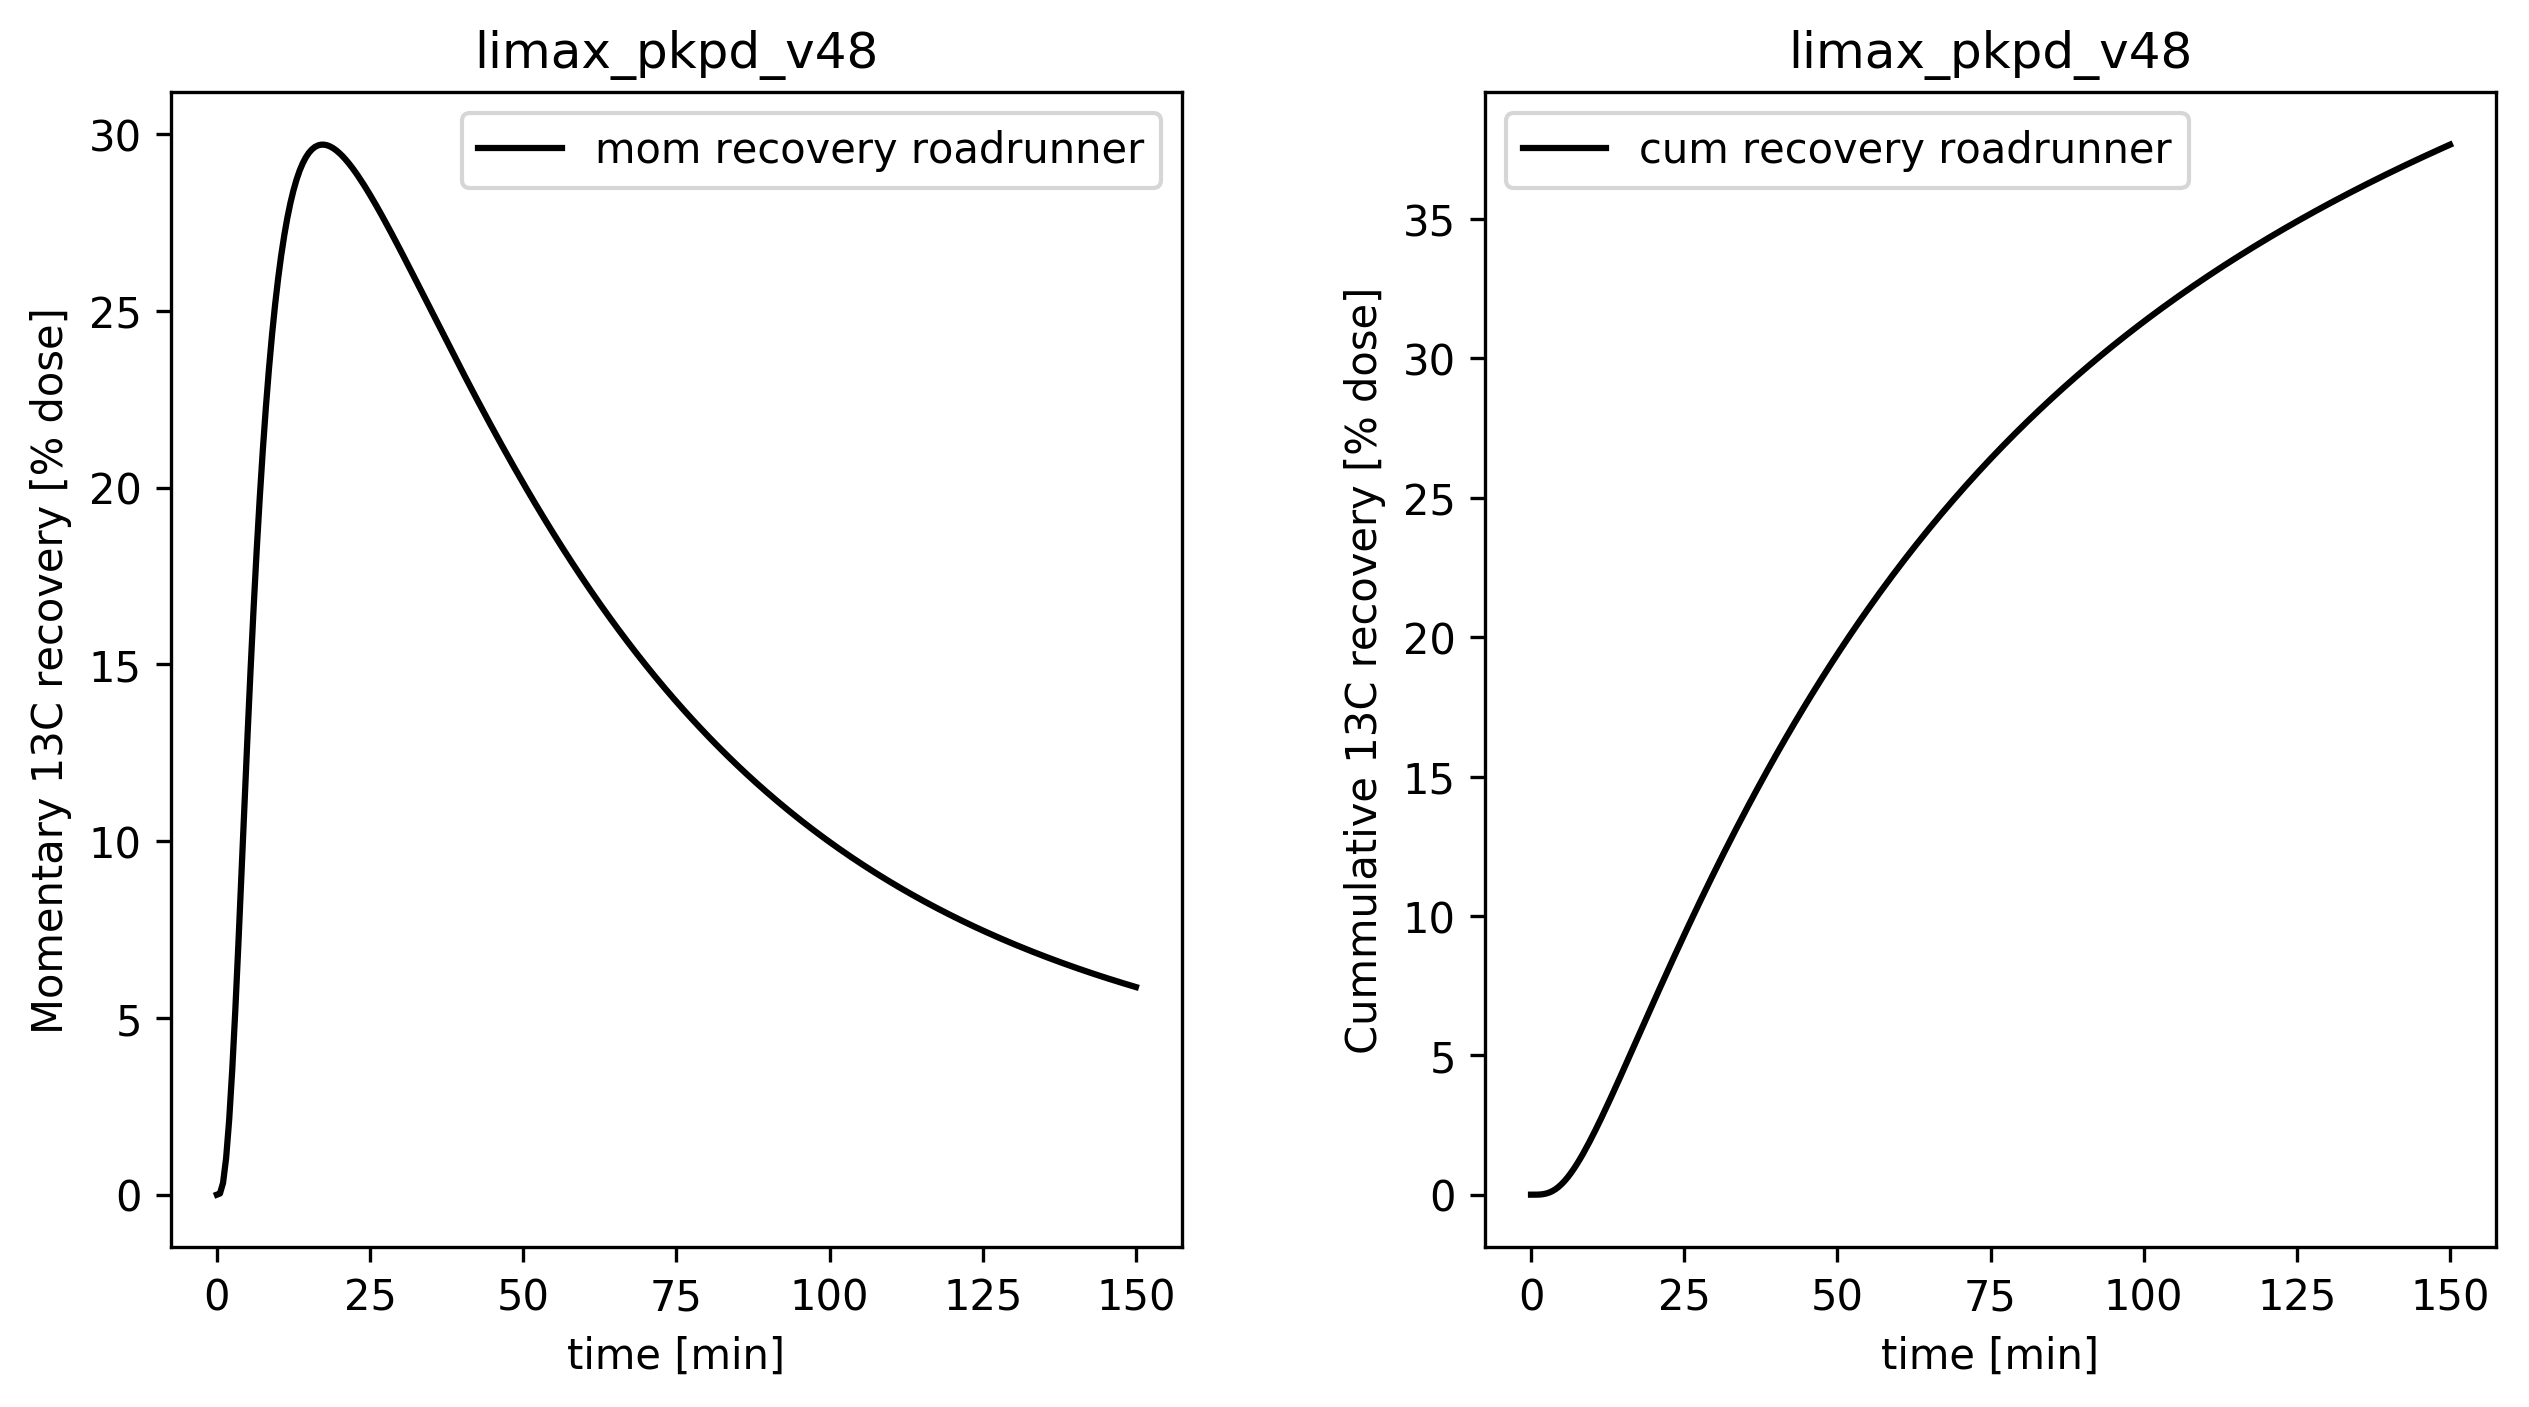 limax_pkpd_v48
mom recovery roadrunner
Momentary 13C recovery [% dose]
30
25
20
15
10
5
0
0 25 50 75 100 125 150
time [min]
limax_pkpd_v48
cum recovery roadrunner
Cummulative 13C recovery [% dose]
35
30
25
20
15
10
5
0
0 25 50 75 100 125 150
time [min]